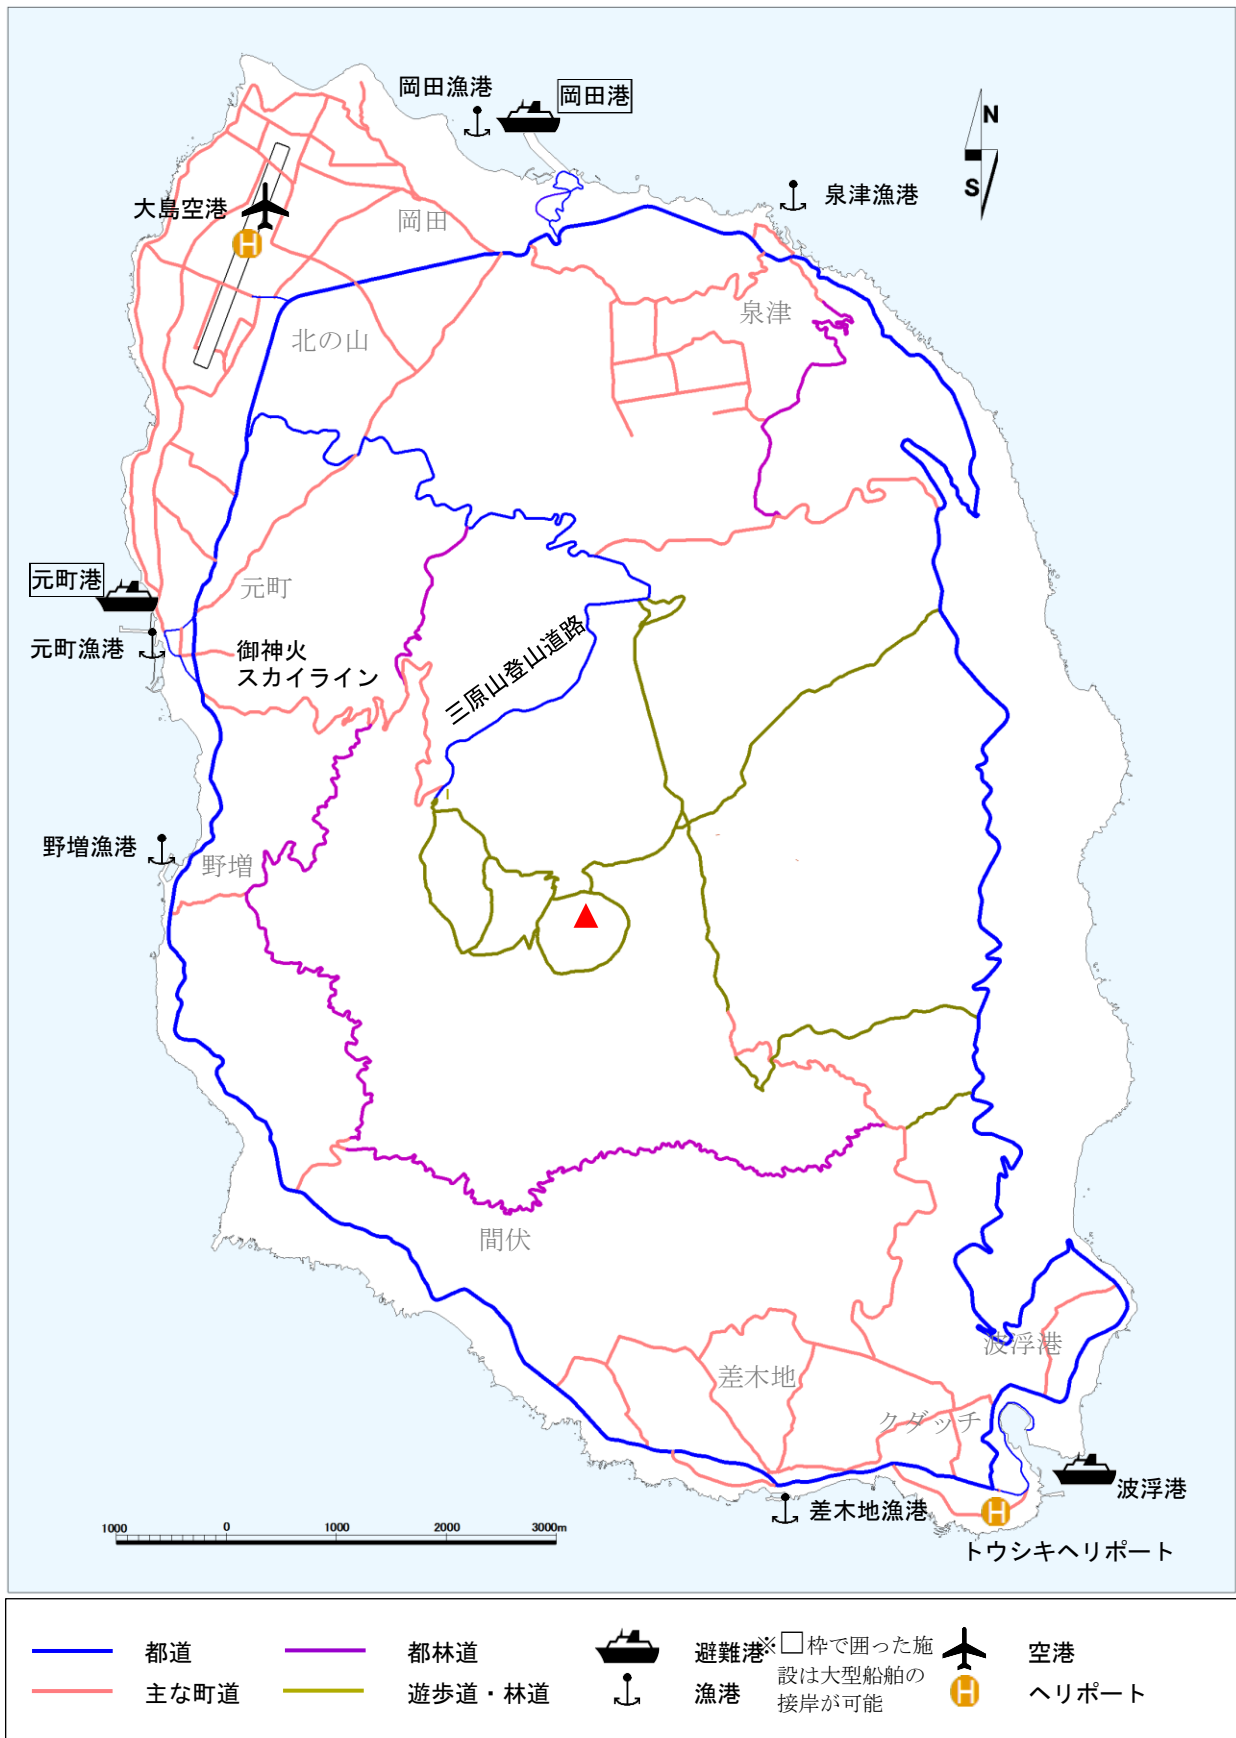 岡田漁港
岡田港
N
S
泉津漁港
大島空港
H
岡田
泉津
北の山
元町港
元町
元町漁港
御神火
スカイライン
三原山登山道路
野増漁港
野増
間伏
波浮港
差木地
クダッチ
波浮港
差木地漁港
H
トウシキヘリポート
1000 0 1000 2000 3000m
都道
都林道
避難港
※□枠で囲った施
設は大型船舶の
接岸が可能
空港
主な町道
遊歩道・林道
漁港
H
ヘリポート